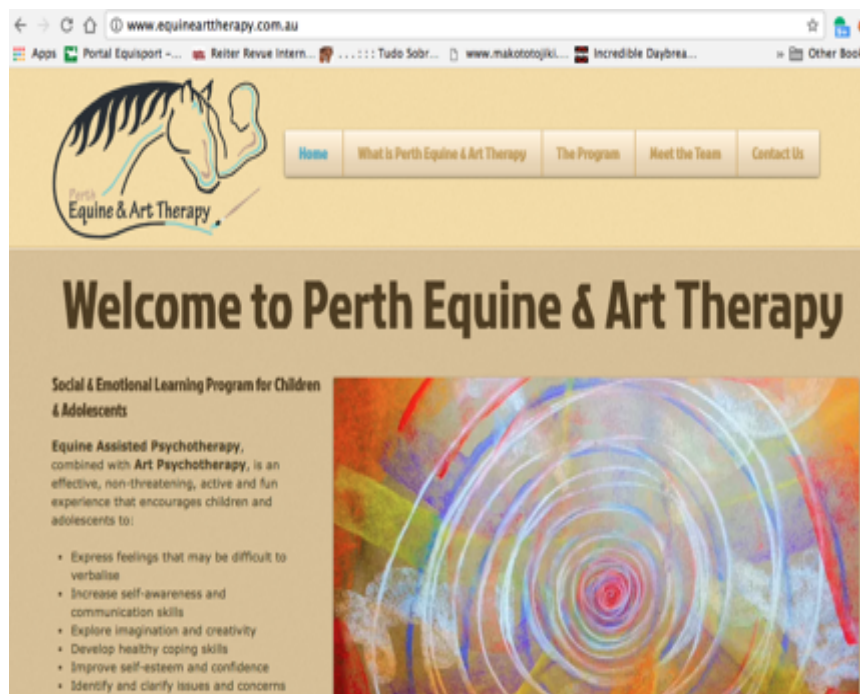 www.equinearttherapy.com.au
Apps Portal Equisport -... Reiter Revue Intern... ....:::: Tudo Sobr... www.makototojiki.... Incredible Daybrea... » Other Book
Perth
Equine & Art Therapy
Home What is Perth Equine & Art Therapy The Program Meet the Team Contact Us
Welcome to Perth Equine & Art Therapy
Social & Emotional Learning Program for Children
& Adolescents
Equine Assisted Psychotherapy,
combined with Art Psychotherapy, is an
effective, non-threatening, active and fun
experience that encourages children and
adolescents to:
• Express feelings that may be difficult to
verbalise
• Increase self-awareness and
communication skills
• Explore imagination and creativity
• Develop healthy coping skills
• Improve self-esteem and confidence
• Identify and clarify issues and concerns